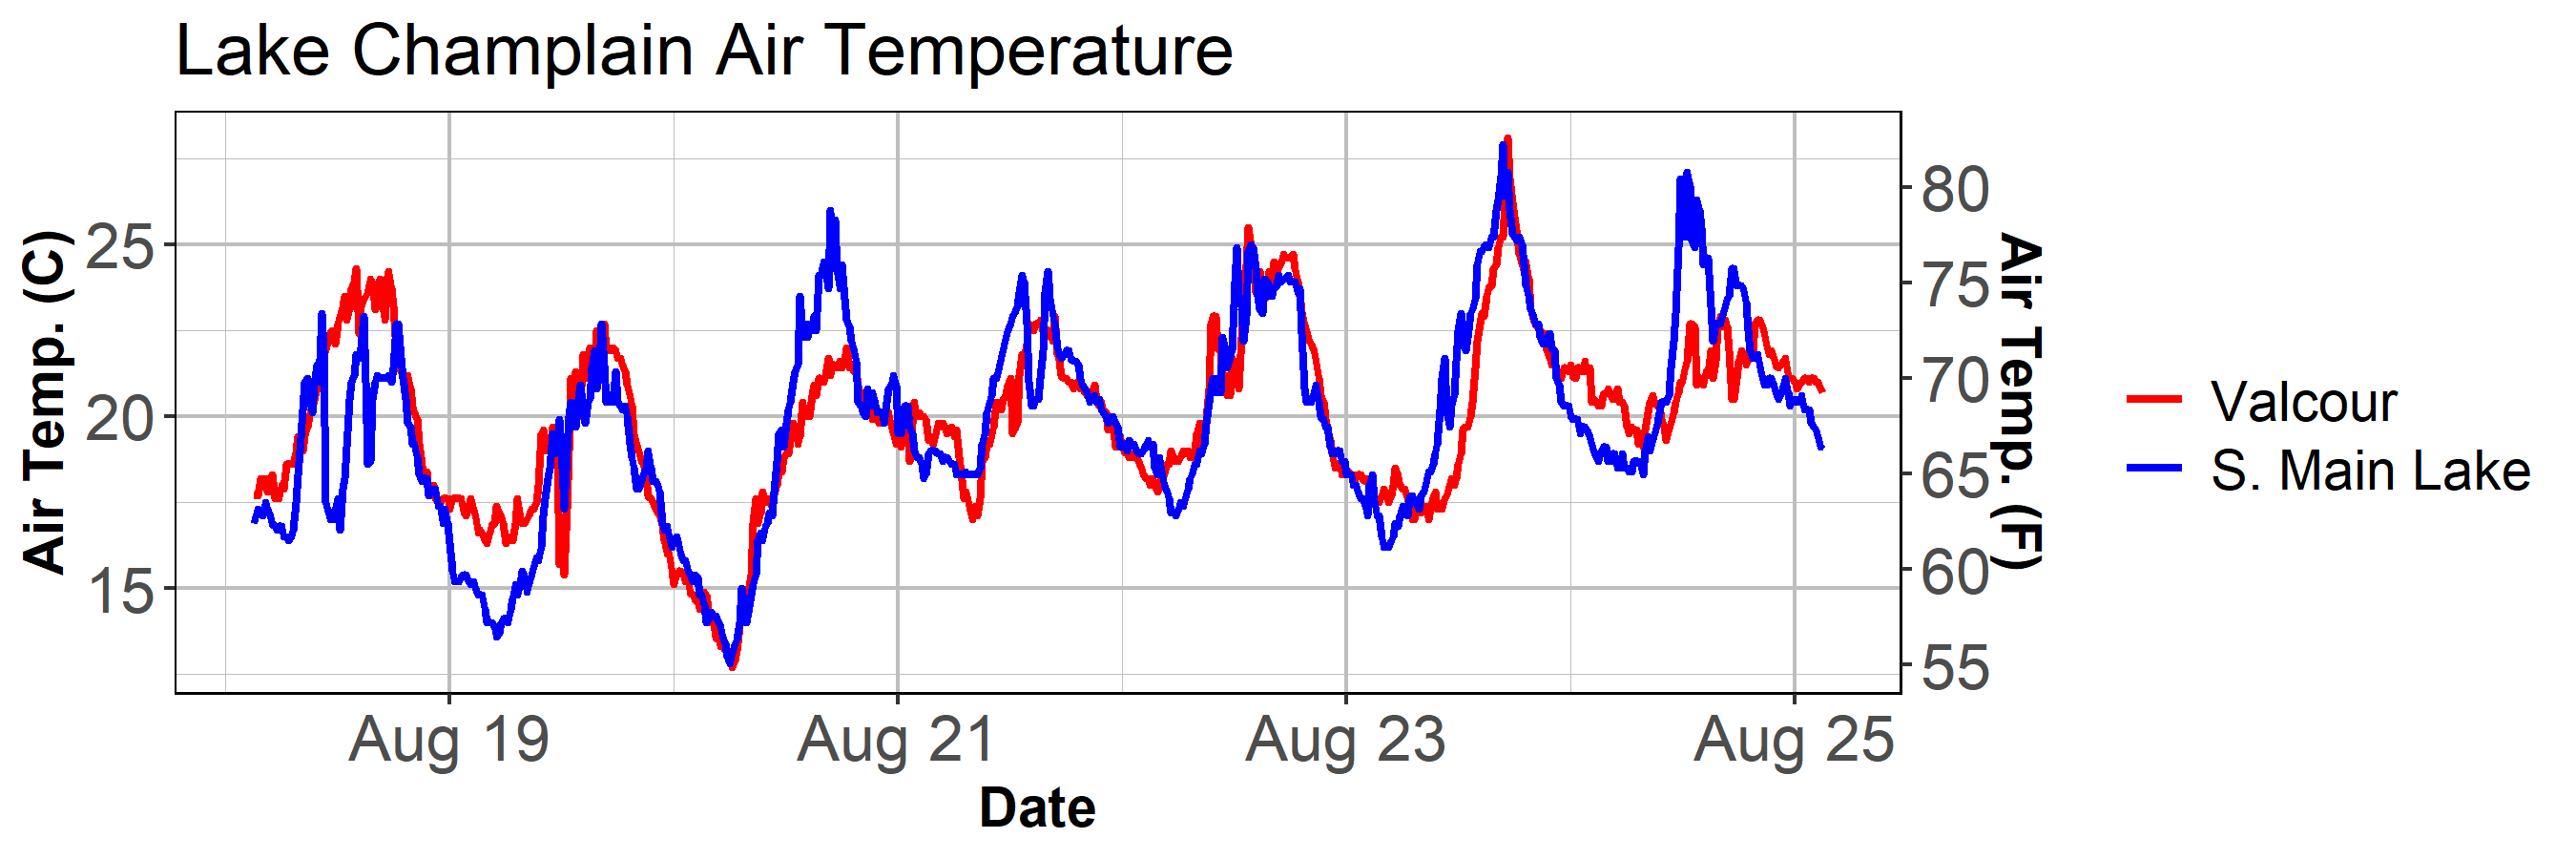 Lake Champlain Air Temperature
Air Temp. (C)
25
20
15
80
75
70
65
60
55
Air Temp. (F)
Aug 19
Aug 21
Aug 23
Aug 25
Date
Valcour
S. Main Lake